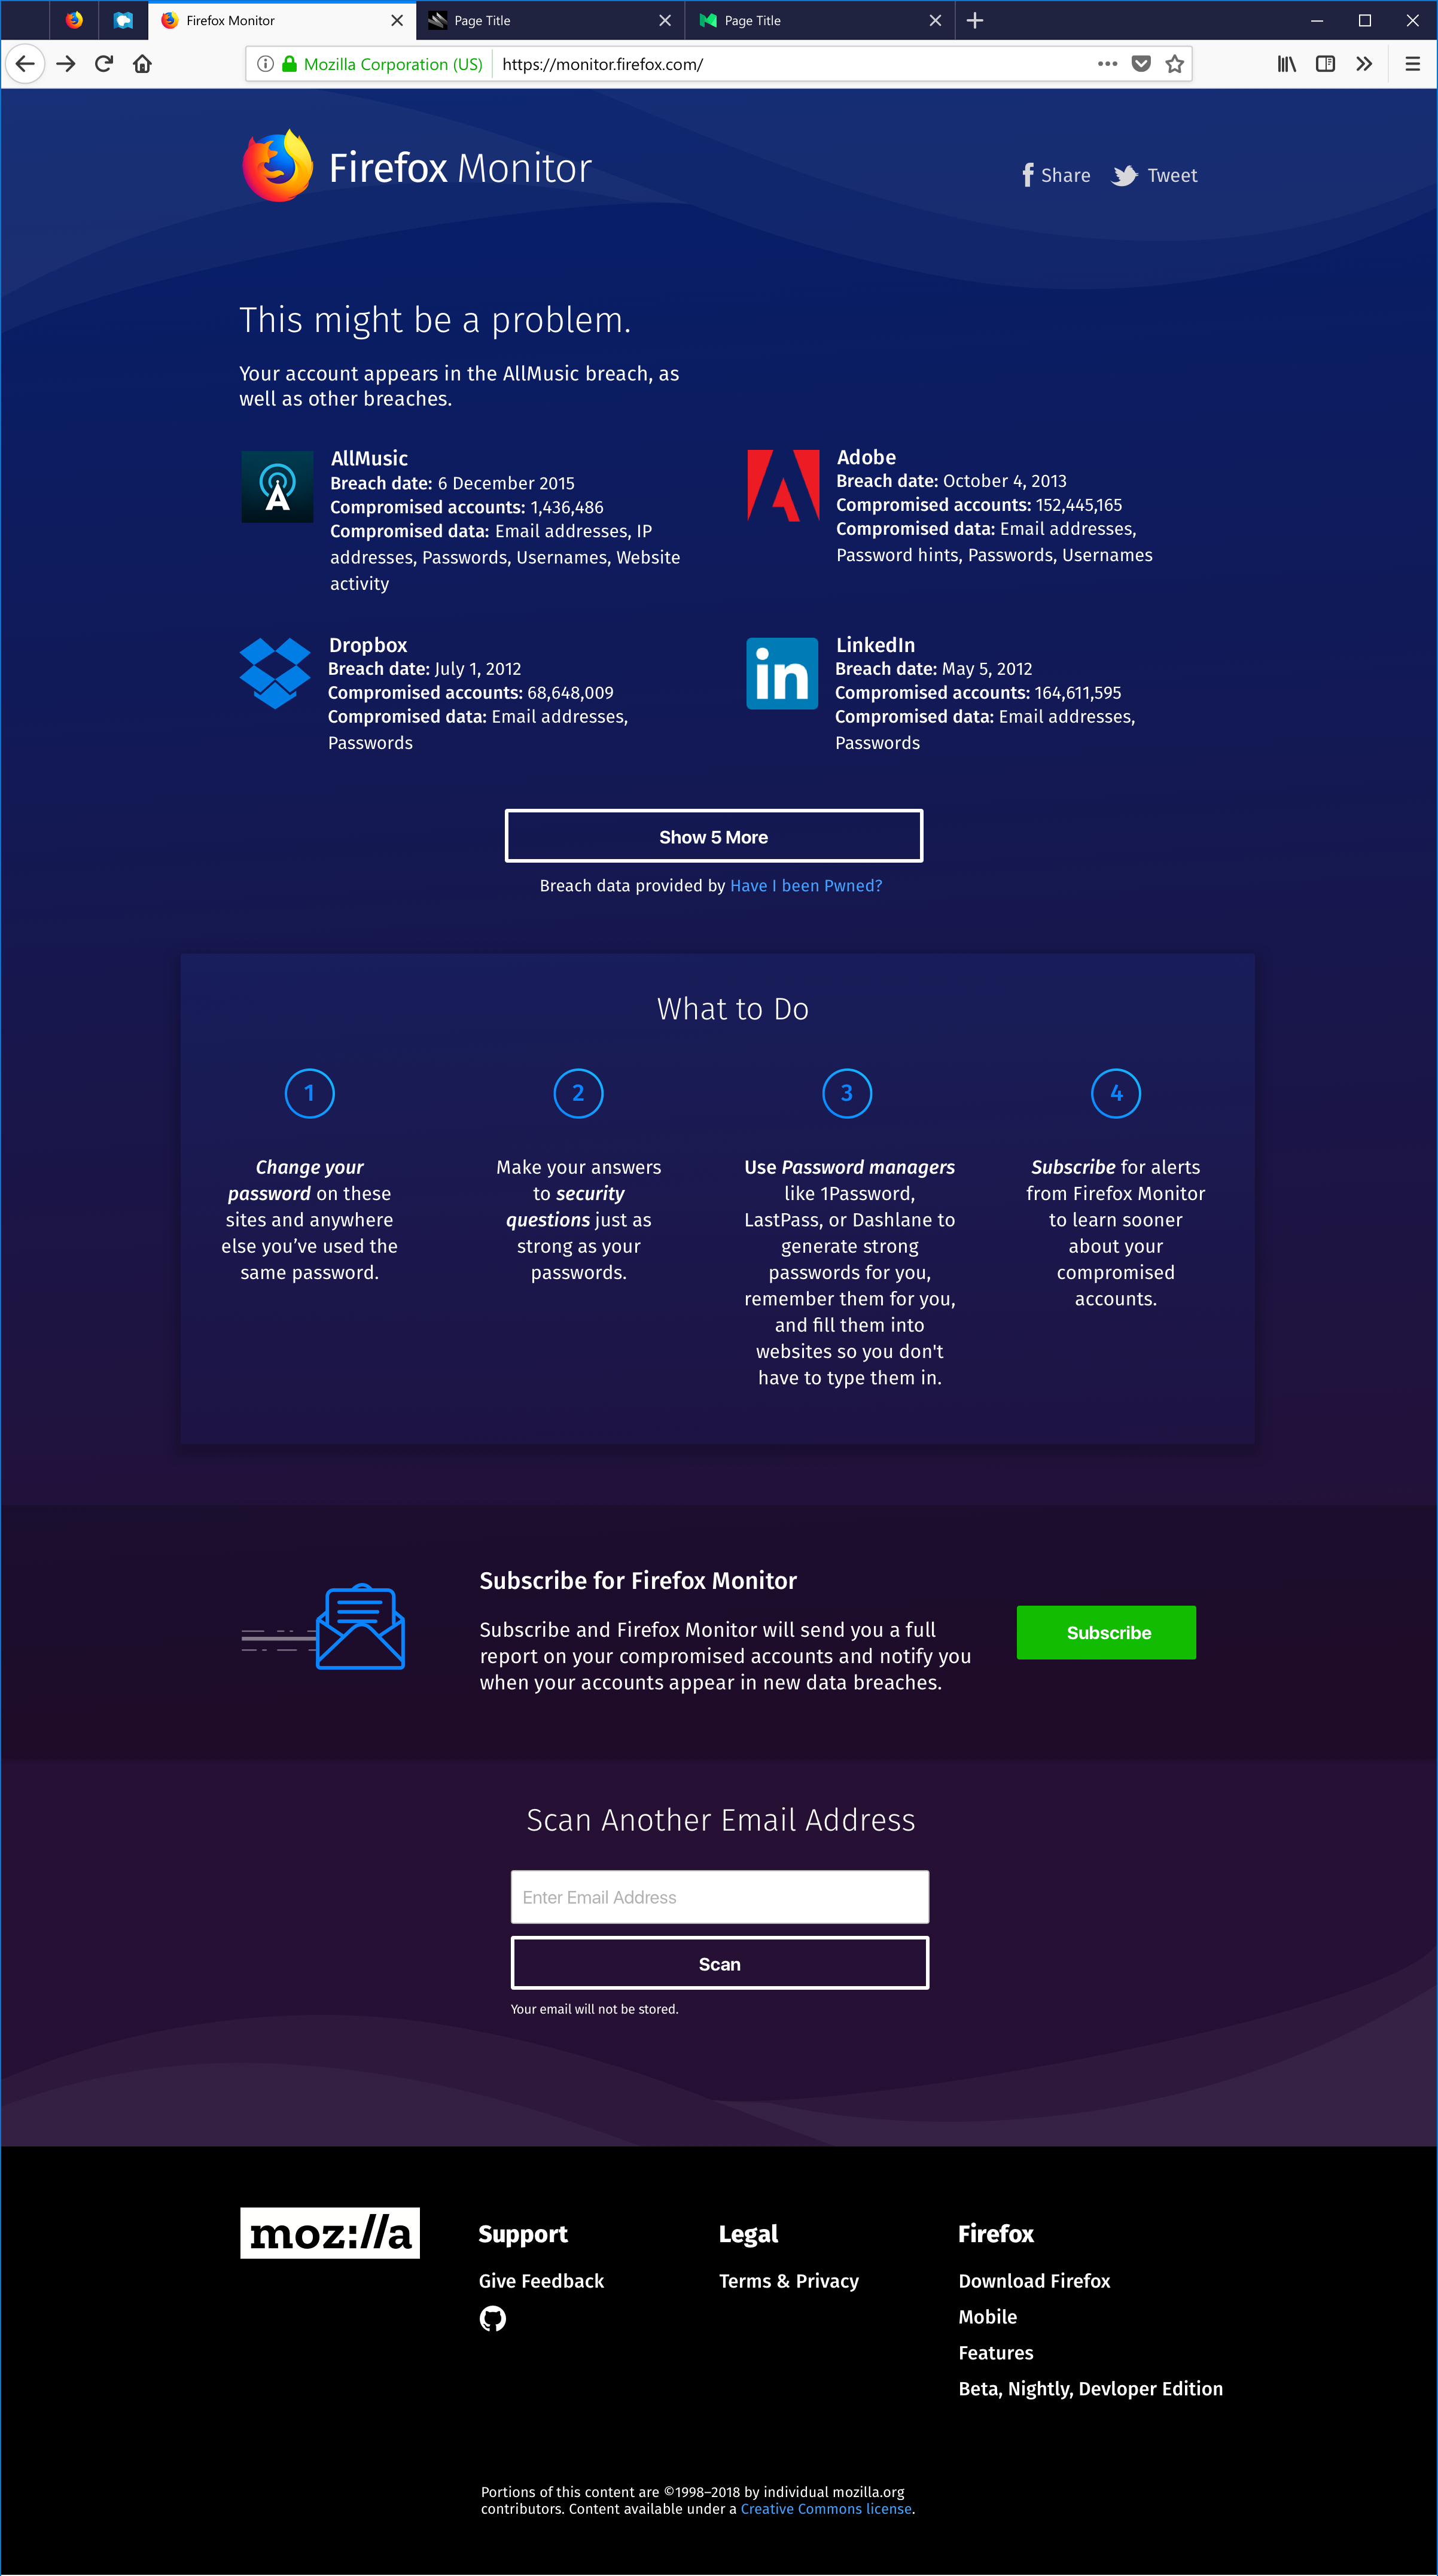 Firefox Monitor
Page Title
Page Title
Mozilla Corporation (US)
https://monitor.firefox.com/
Firefox Monitor
Share
Tweet
This might be a problem.
Your account appears in the AllMusic breach, as
well as other breaches.
AllMusic
Breach date: 6 December 2015
Compromised accounts: 1,436,486
Compromised data: Email addresses, IP
addresses, Passwords, Usernames, Website
activity
Adobe
Breach date: October 4, 2013
Compromised accounts: 152,445,165
Compromised data: Email addresses,
Password hints, Passwords, Usernames
Dropbox
Breach date: July 1, 2012
Compromised accounts: 68,648,009
Compromised data: Email addresses,
Passwords
in
LinkedIn
Breach date: May 5, 2012
Compromised accounts: 164,611,595
Compromised data: Email addresses,
Passwords
Show 5 More
Breach data provided by Have I been Pwned?
What to Do
1
Change your
password on these
sites and anywhere
else you’ve used the
same password.
2
Make your answers
to security
questions just as
strong as your
passwords.
3
Use Password managers
like 1Password,
LastPass, or Dashlane to
generate strong
passwords for you,
remember them for you,
and fill them into
websites so you don't
have to type them in.
4
Subscribe for alerts
from Firefox Monitor
to learn sooner
about your
compromised
accounts.
Subscribe for Firefox Monitor
Subscribe and Firefox Monitor will send you a full
report on your compromised accounts and notify you
when your accounts appear in new data breaches.
Subscribe
Scan Another Email Address
Enter Email Address
Scan
Your email will not be stored.
moz://a
Support
Give Feedback
Legal
Terms & Privacy
Firefox
Download Firefox
Mobile
Features
Beta, Nightly, Devloper Edition
Portions of this content are ©1998–2018 by individual mozilla.org
contributors. Content available under a Creative Commons license.